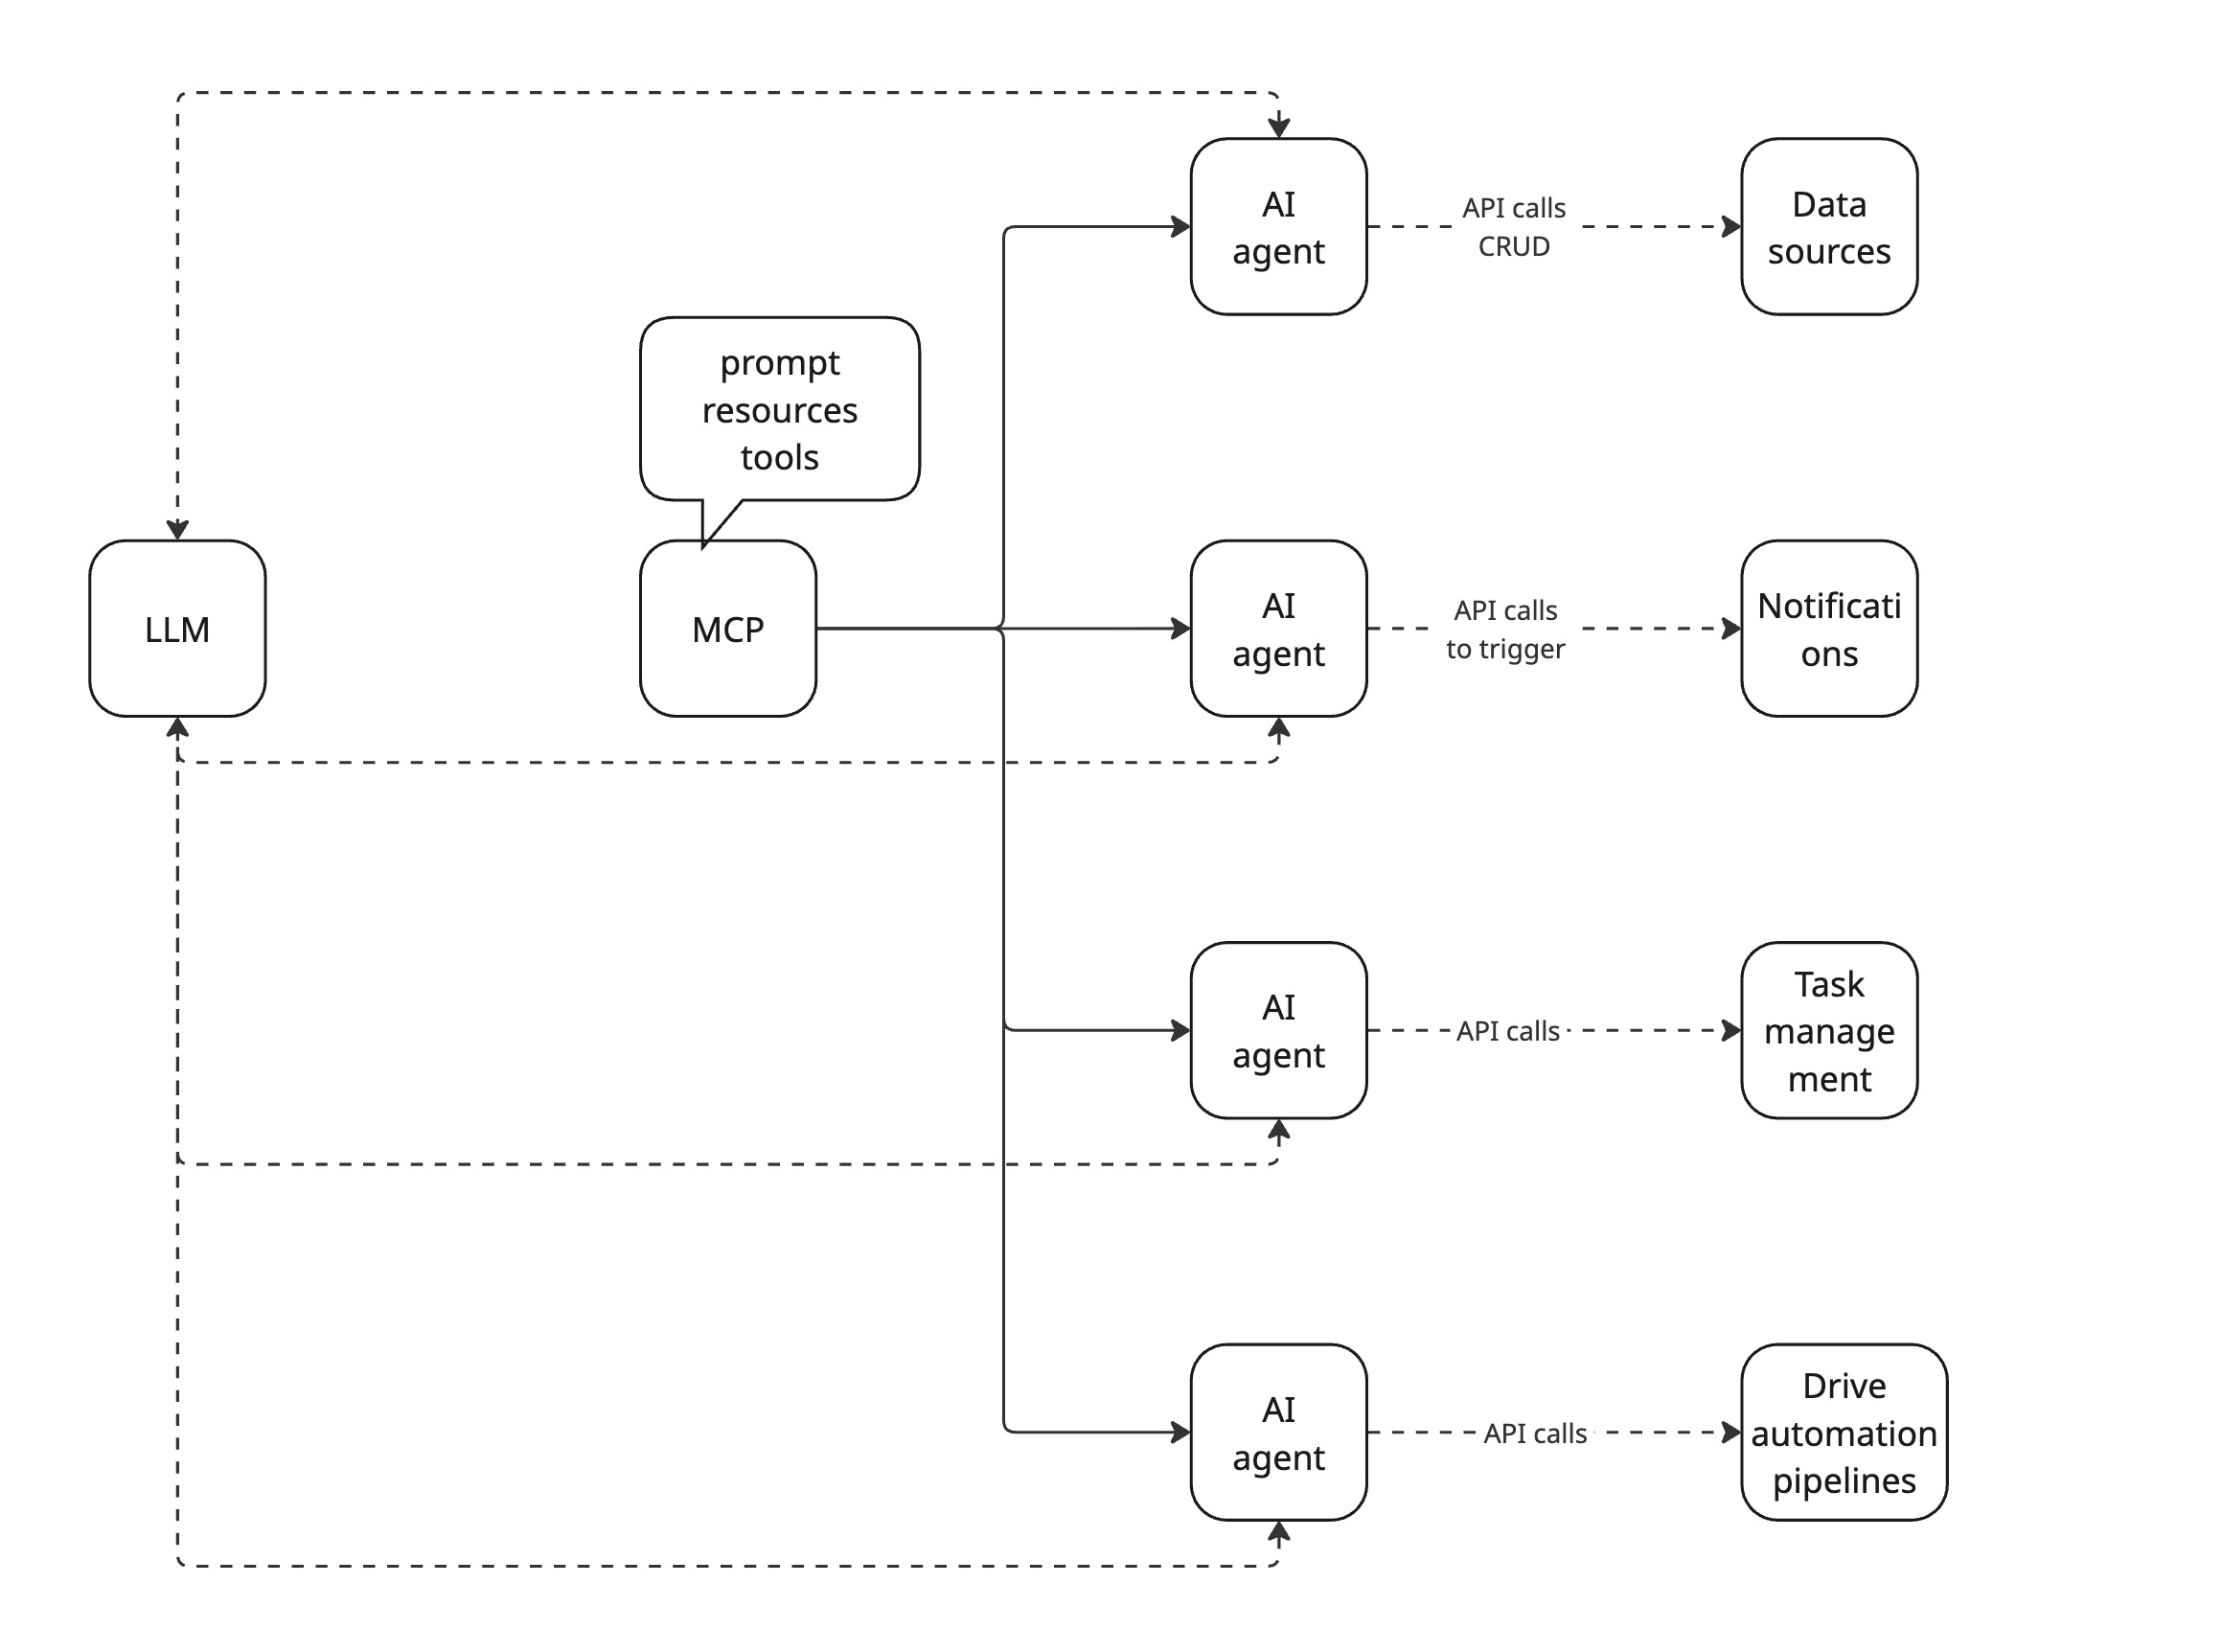 AI
agent
API calls
CRUD
Data
sources
prompt
resources
tools
LLM
MCP
AI
agent
API calls
to trigger
Notificati
ons
AI
agent
API calls
Task
manage
ment
AI
agent
API calls
Drive
automation
pipelines